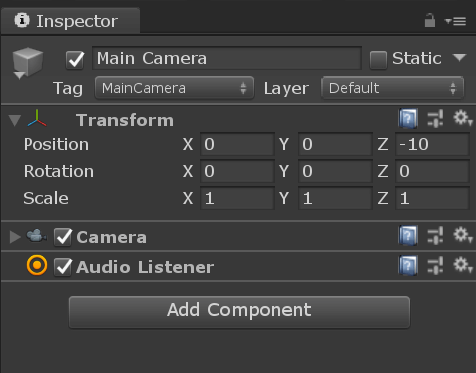 Inspector
Main Camera Static
Tag MainCamera Layer Default
Transform
Position X 0 Y 0 Z -10
Rotation X 0 Y 0 Z 0
Scale X 1 Y 1 Z 1
Camera
Audio Listener
Add Component